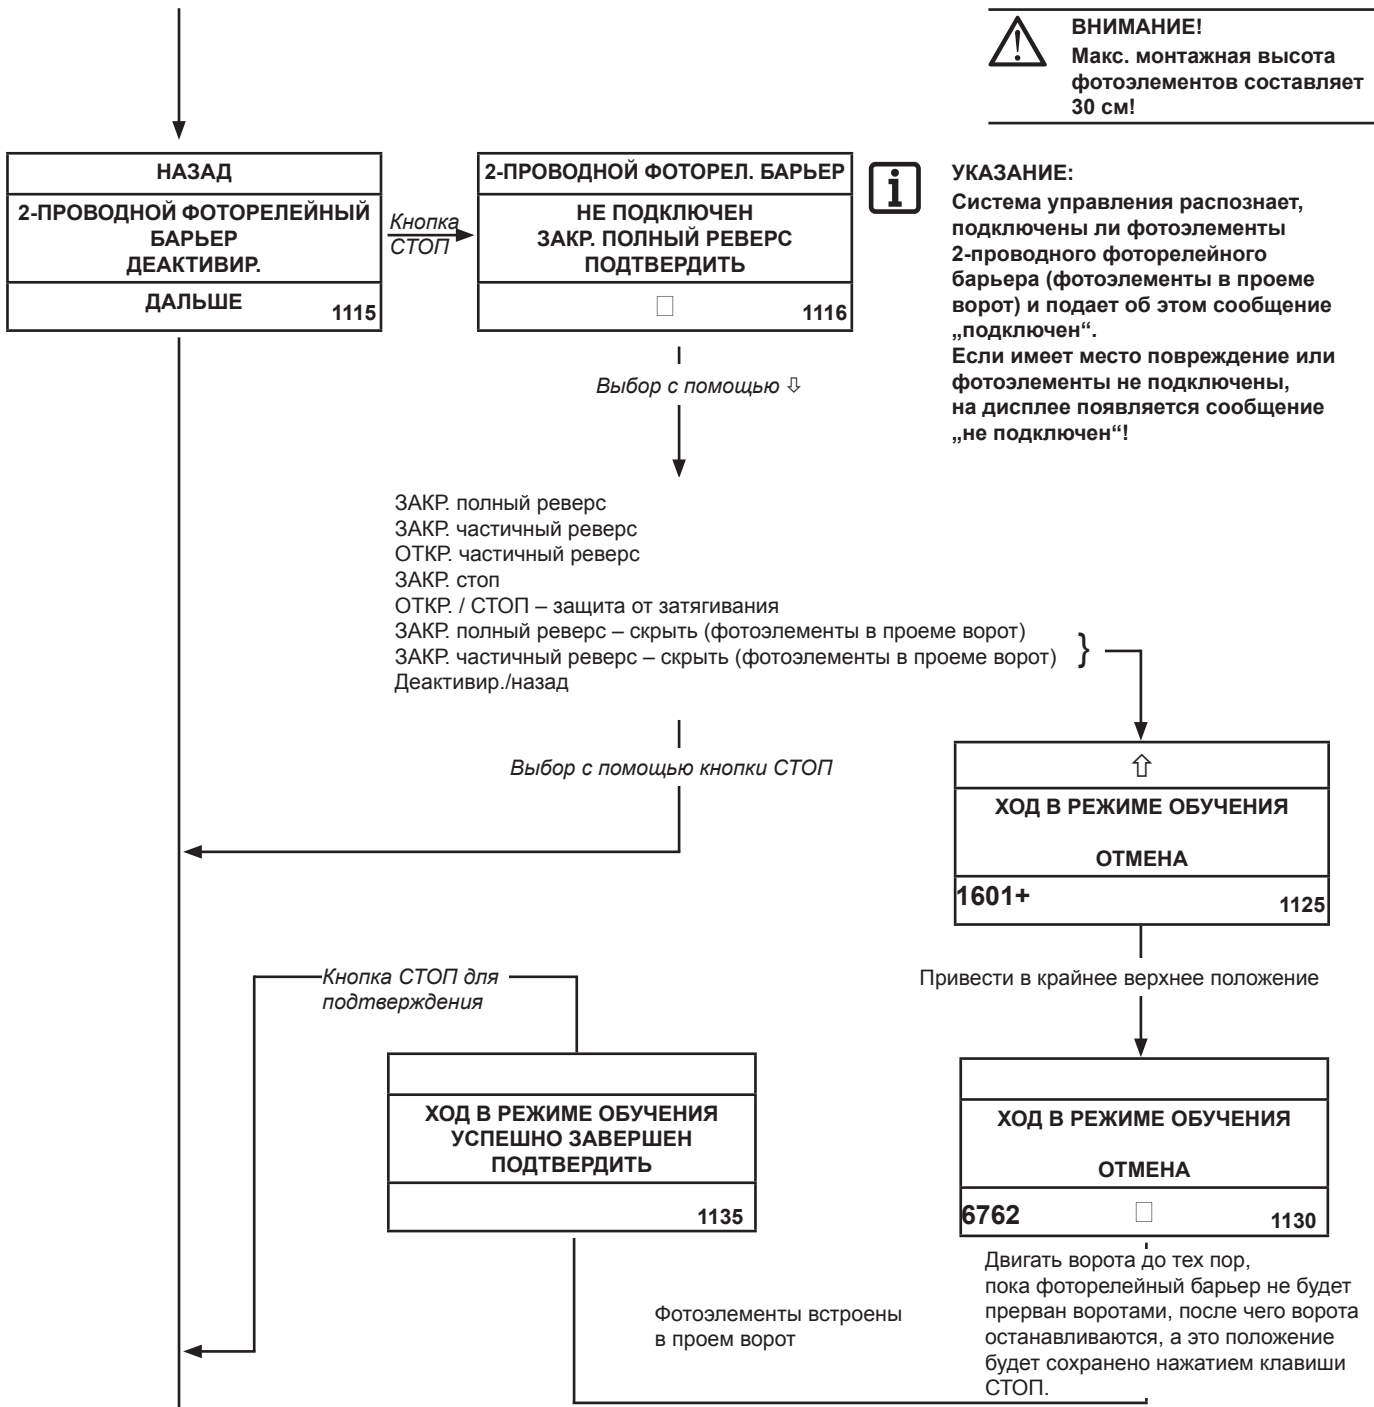 ВНИМАНИЕ!
Макс. монтажная высота
фотоэлементов составляет
30 см!
НАЗАД
2-ПРОВОДНОЙ ФОТОРЕЛЕЙНЫЙ
БАРЬЕР
ДЕАКТИВИР.
ДАЛЬШЕ
1115
Кнопка
СТОП
2-ПРОВОДНОЙ ФОТОРЕЛ. БАРЬЕР
НЕ ПОДКЛЮЧЕН
ЗАКР. ПОЛНЫЙ РЕВЕРС
ПОДТВЕРДИТЬ
1116
УКАЗАНИЕ:
Система управления распознает,
подключены ли фотоэлементы
2-проводного фоторелейного
барьера (фотоэлементы в проеме
ворот) и подает об этом сообщение
„подключен“.
Если имеет место повреждение или
фотоэлементы не подключены,
на дисплее появляется сообщение
„не подключен“!
Выбор с помощью ⇩
ЗАКР. полный реверс
ЗАКР. частичный реверс
ОТКР. частичный реверс
ЗАКР. стоп
ОТКР. / СТОП – защита от затягивания
ЗАКР. полный реверс – скрыть (фотоэлементы в проеме ворот)
ЗАКР. частичный реверс – скрыть (фотоэлементы в проеме ворот) }
Деактивир./назад
Выбор с помощью кнопки СТОП
⇧
ХОД В РЕЖИМЕ ОБУЧЕНИЯ
ОТМЕНА
1601+ 1125
Привести в крайнее верхнее положение
ХОД В РЕЖИМЕ ОБУЧЕНИЯ
ОТМЕНА
6762 1130
Двигать ворота до тех пор,
пока фоторелейный барьер не будет
прерван воротами, после чего ворота
останавливаются, а это положение
будет сохранено нажатием клавиши
СТОП.
Фотоэлементы встроены
в проем ворот
ХОД В РЕЖИМЕ ОБУЧЕНИЯ
УСПЕШНО ЗАВЕРШЕН
ПОДТВЕРДИТЬ
1135
Кнопка СТОП для
подтверждения